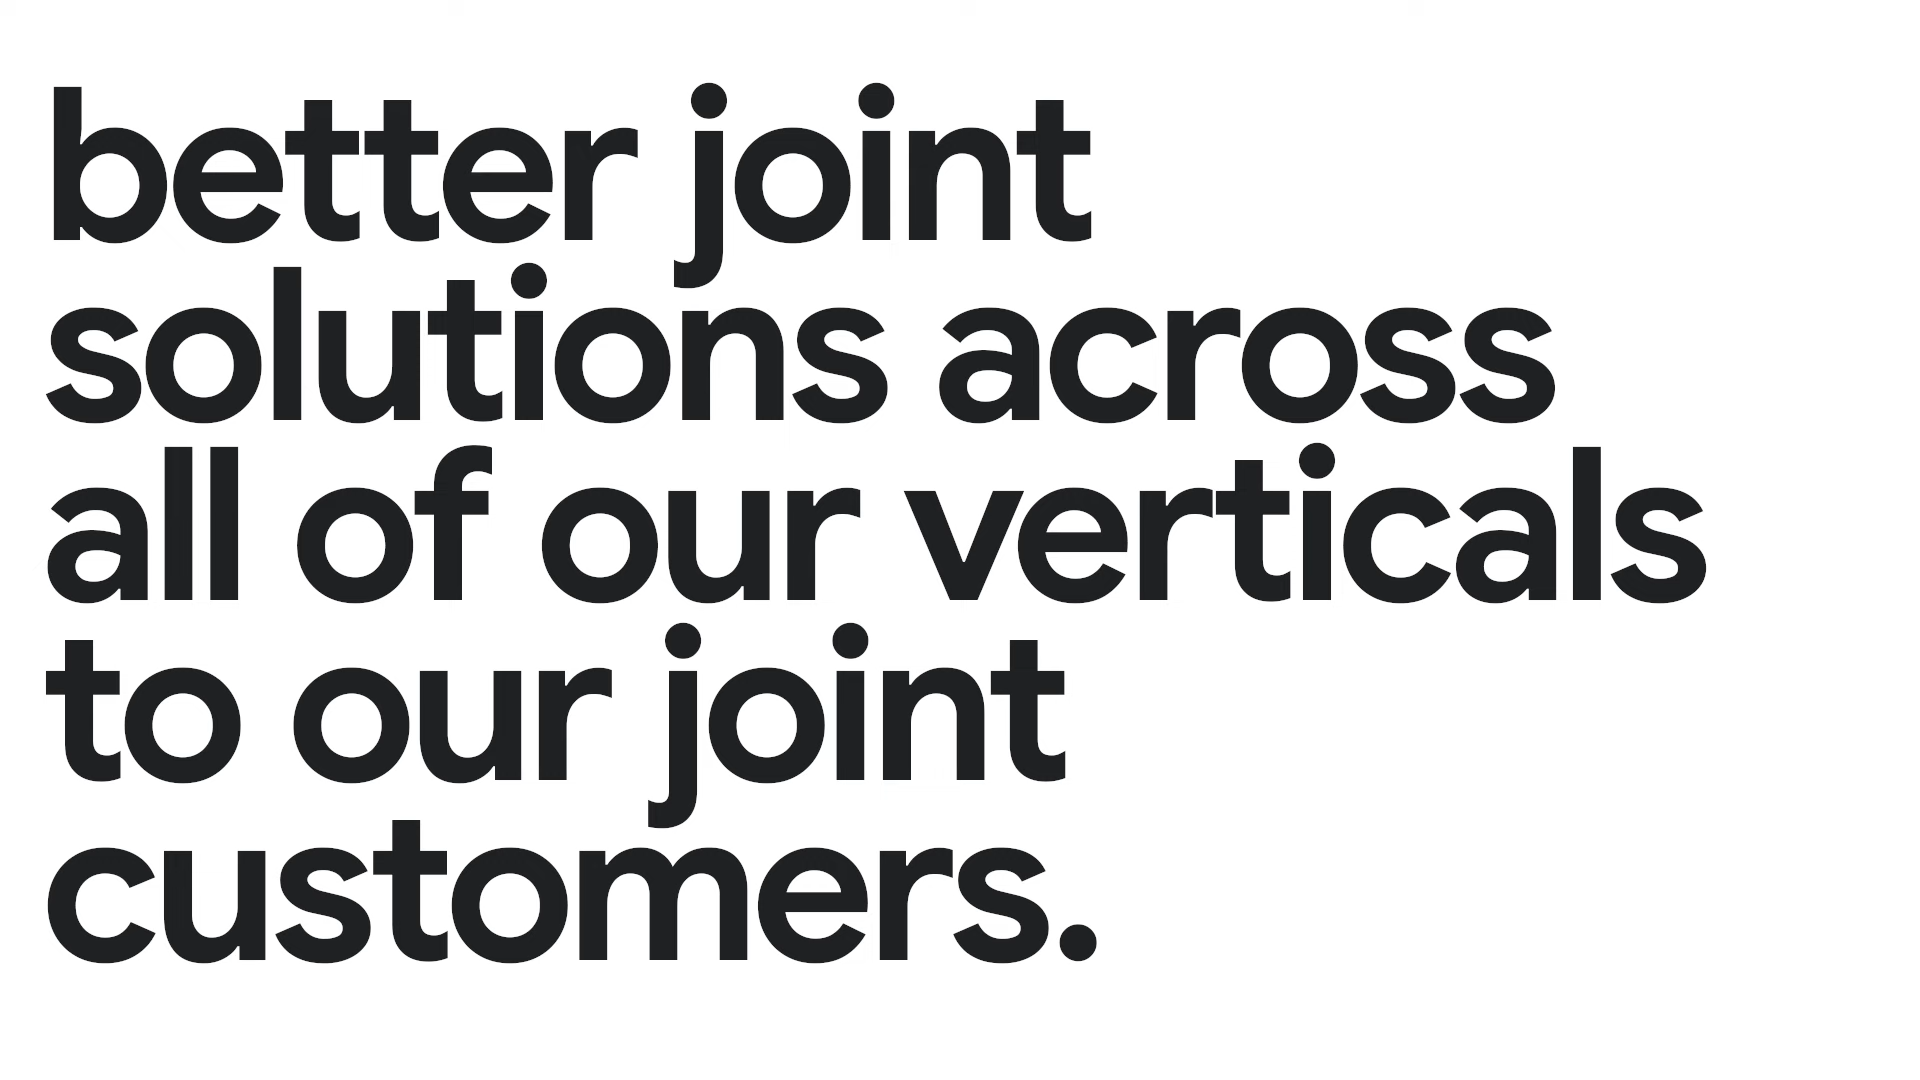 better joint
solutions across
all of our verticals
to our joint
customers.